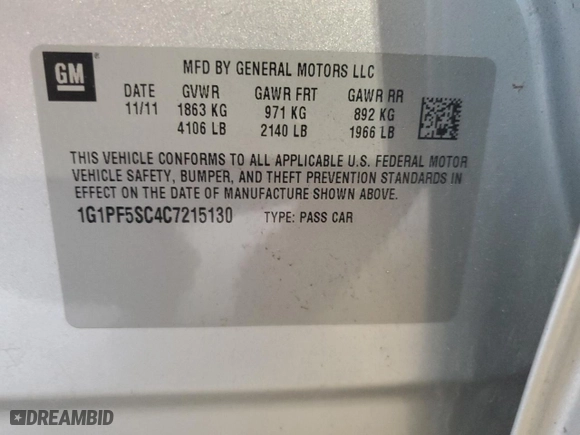 GM
MFD BY GENERAL MOTORS LLC
DATE GVWR GAWR FRT GAWR RR
11/11 1863 KG 971 KG 892 KG
4106 LB 2140 LB 1966 LB
THIS VEHICLE CONFORMS TO ALL APPLICABLE U.S. FEDERAL MOTOR
VEHICLE SAFETY, BUMPER, AND THEFT PREVENTION STANDARDS IN
EFFECT ON THE DATE OF MANUFACTURE SHOWN ABOVE.
1G1PF5SC4C7215130 TYPE: PASS CAR
DREAMBID